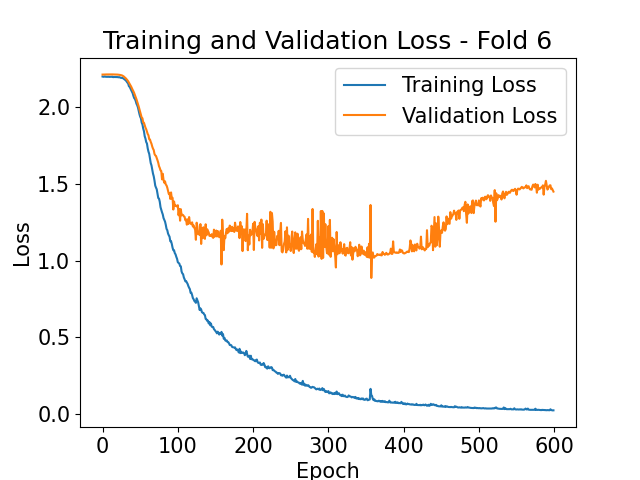 Training and Validation Loss - Fold 6
Training Loss
Validation Loss
Loss
2.0
1.5
1.0
0.5
0.0
0 100 200 300 400 500 600
Epoch